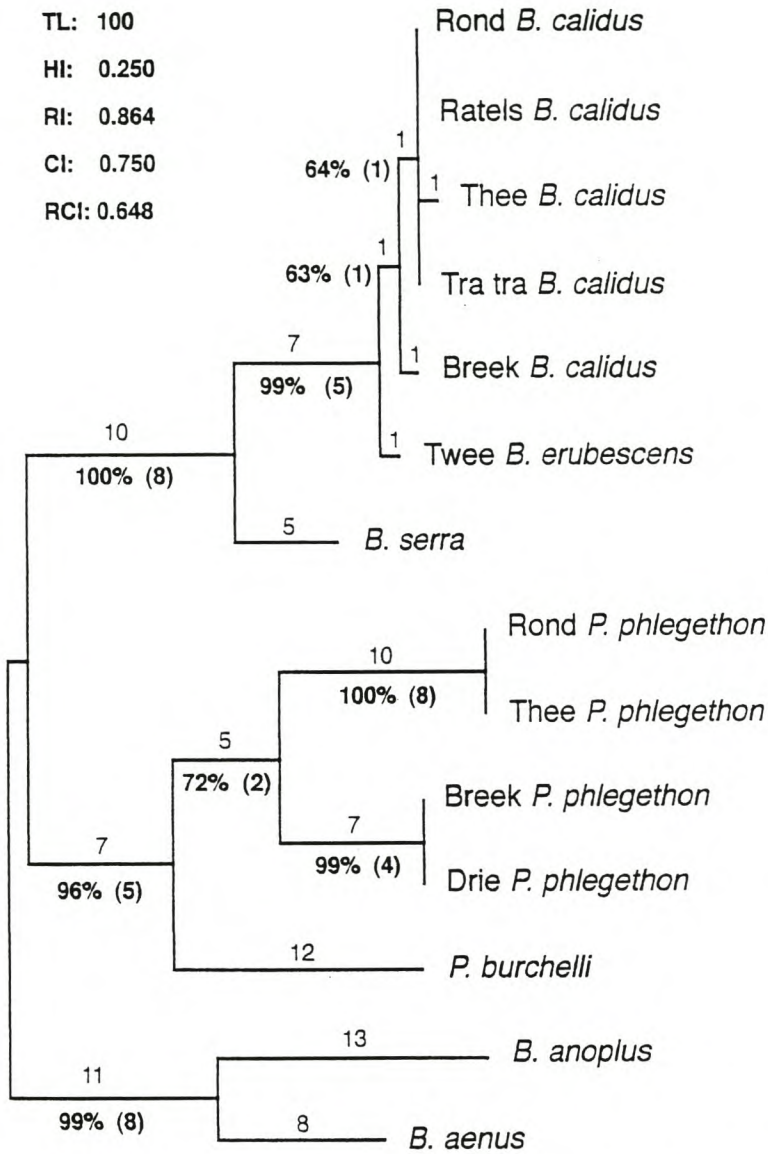 TL: 100
HI: 0.250
RI: 0.864
CI: 0.750
RCI: 0.648
Rond B. calidus
Ratels B. calidus
1
64% (1)
1
Thee B. calidus
1
63% (1)
Tra tra B. calidus
7
99% (5)
1
Breek B. calidus
10
100% (8)
1
Twee B. erubescens
5
B. serra
Rond P. phlegethon
10
100% (8)
Thee P. phlegethon
5
72% (2)
Breek P. phlegethon
7
99% (4)
Drie P. phlegethon
7
96% (5)
12
P. burchelli
13
B. anoplus
11
99% (8)
8
B. aenus